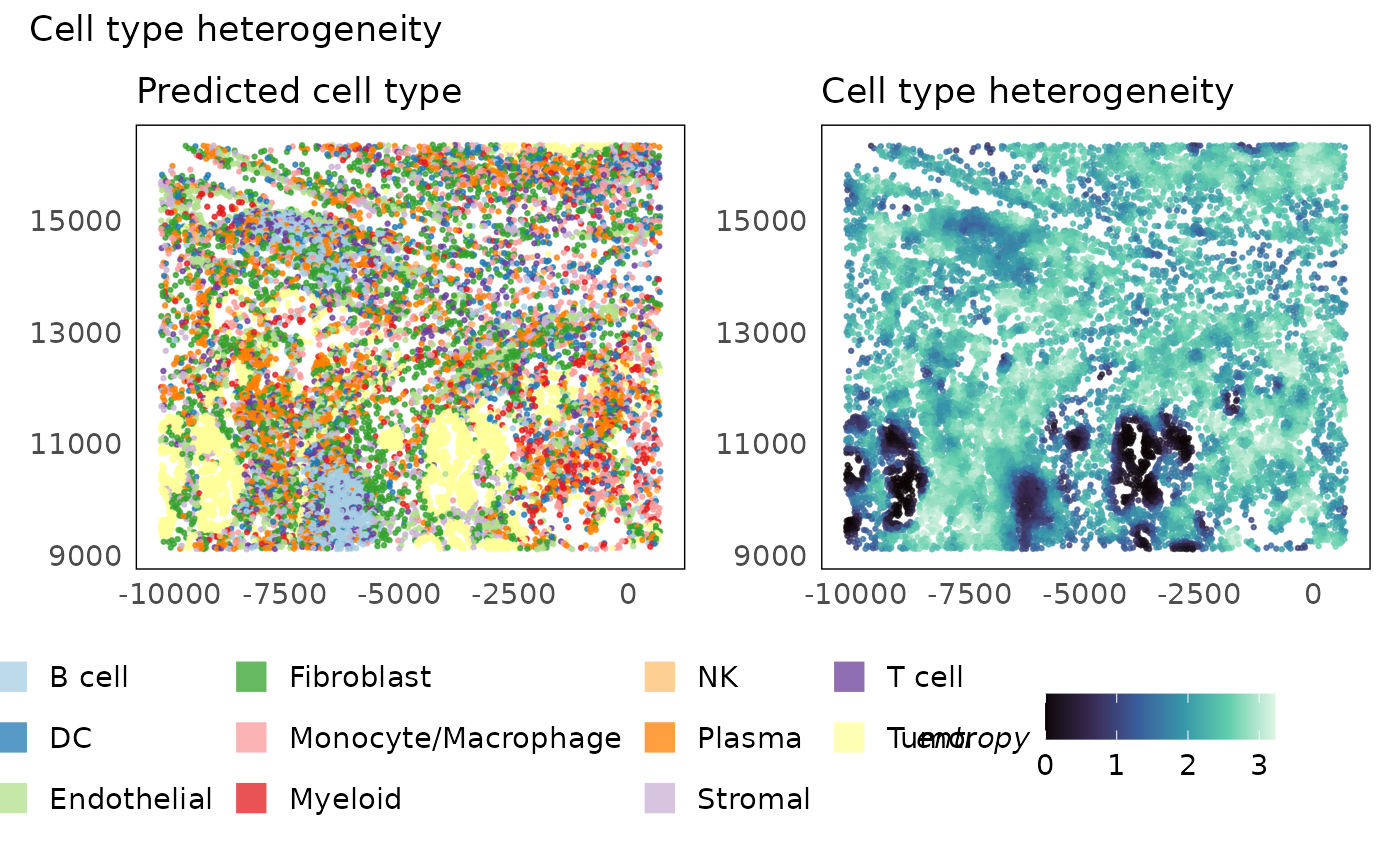 Cell type heterogeneity
Predicted cell type
Cell type heterogeneity
15000
13000
11000
9000
-10000 -7500 -5000 -2500 0
15000
13000
11000
9000
-10000 -7500 -5000 -2500 0
B cell Fibroblast NK T cell
DC Monocyte/Macrophage Plasma Tumor entropy
Endothelial Myeloid Stromal
0 1 2 3